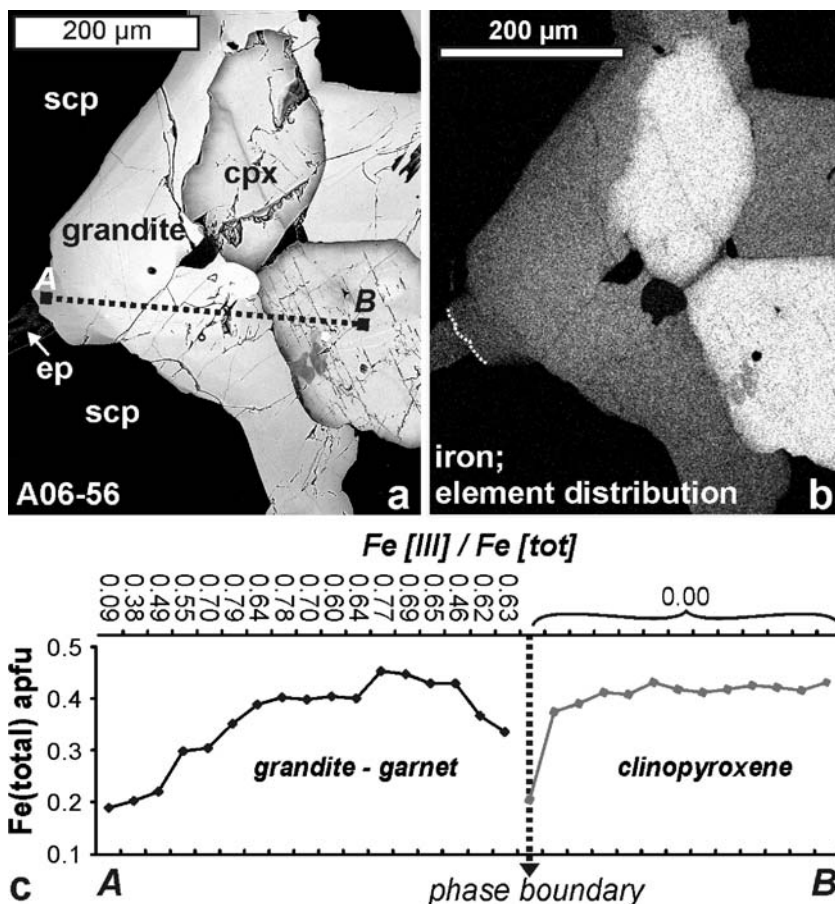 200 µm
200 µm
scp
cpx
grandite
A
B
ep
scp
A06-56
a
iron;
element distribution
b
Fe [III] / Fe [tot]
0.09 0.38 0.49 0.55 0.70 0.79 0.64 0.78 0.70 0.60 0.64 0.77 0.69 0.65 0.46 0.62 0.63
0.00
Fe(total) apfu
0.5
0.4
0.3
0.2
0.1
grandite - garnet
clinopyroxene
c
A
phase boundary
B